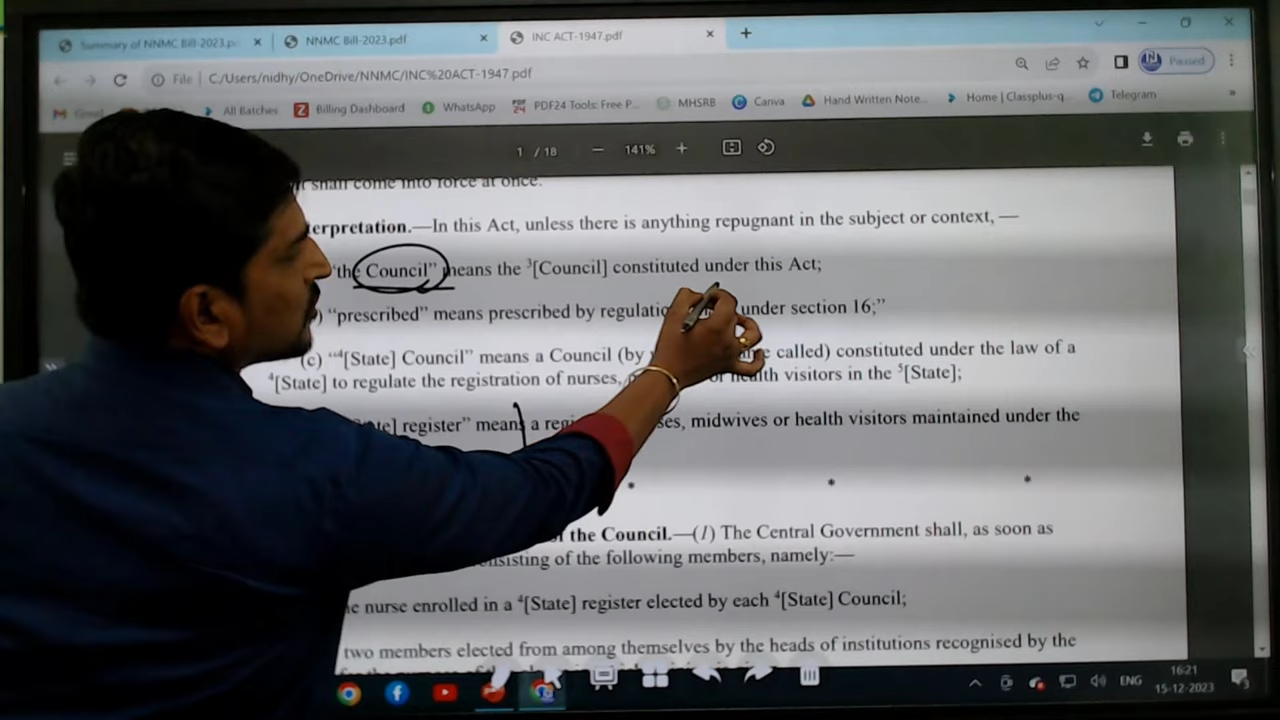 Summary of NNMC Bill-2023.p
NNMC Bill-2023.pdf
INC ACT-1947.pdf
File C:/Users/nidhy/OneDrive/NNMC/INC%20ACT-1947.pdf
Paused
All Batches Billing Dashboard WhatsApp PDF24 Tools: Free P... MHSRB Canva Hand Written Note... Home | Classplus-q... Telegram »
1 / 18 − 141% +
shall come into force at once.
erpretation.—In this Act, unless there is anything repugnant in the subject or context, —
"the Council" means the ³[Council] constituted under this Act;
) "prescribed" means prescribed by regulatio under section 16;"
(c) "⁴[State] Council" means a Council (by called) constituted under the law of a
⁴[State] to regulate the registration of nurses, health visitors in the ⁵[State];
register" means a reg midwives or health visitors maintained under the
* * *
the Council.—(1) The Central Government shall, as soon as
nsisting of the following members, namely:—
e nurse enrolled in a ⁴[State] register elected by each ⁴[State] Council;
two members elected from among themselves by the heads of institutions recognised by the
ENG
16:21
15-12-2023